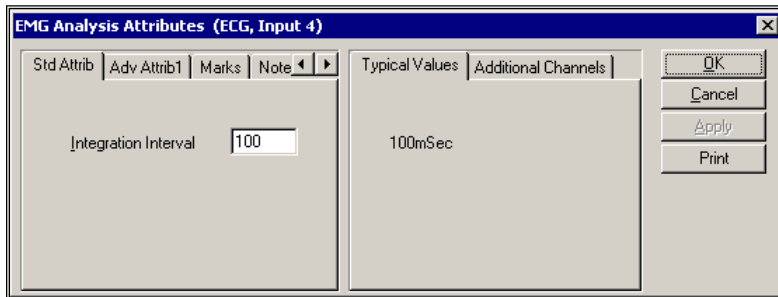 EMG Analysis Attributes (ECG, Input 4)
Std Attrib Adv Attrib1 Marks Note
Typical Values Additional Channels
Integration Interval 100
100mSec
OK
Cancel
Apply
Print